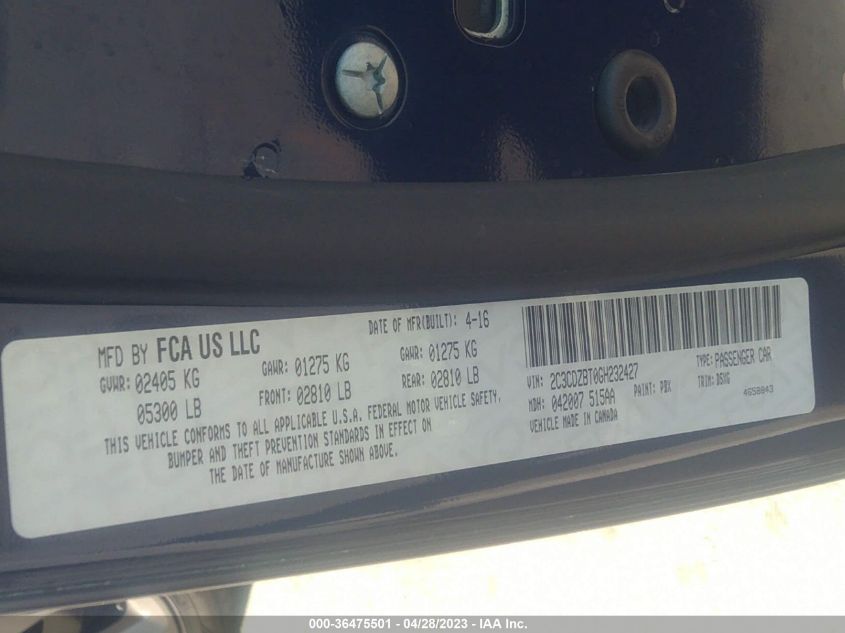 MFD BY FCA US LLC
DATE OF MFR(BUILT): 4-16
GVWR: 02405 KG
GAWR: 01275 KG
GAWR: 01275 KG
05300 LB
FRONT: 02810 LB
REAR: 02810 LB
THIS VEHICLE CONFORMS TO ALL APPLICABLE U.S.A. FEDERAL MOTOR VEHICLE SAFETY,
BUMPER AND THEFT PREVENTION STANDARDS IN EFFECT ON
THE DATE OF MANUFACTURE SHOWN ABOVE.
VIN: 2C3CDZBT0GH232427
TYPE: PASSENGER CAR
MDH: 042007 515AA
PAINT: PBX
TRIM: DSX6
VEHICLE MADE IN CANADA
4658843
000-36475501 - 04/28/2023 - IAA Inc.